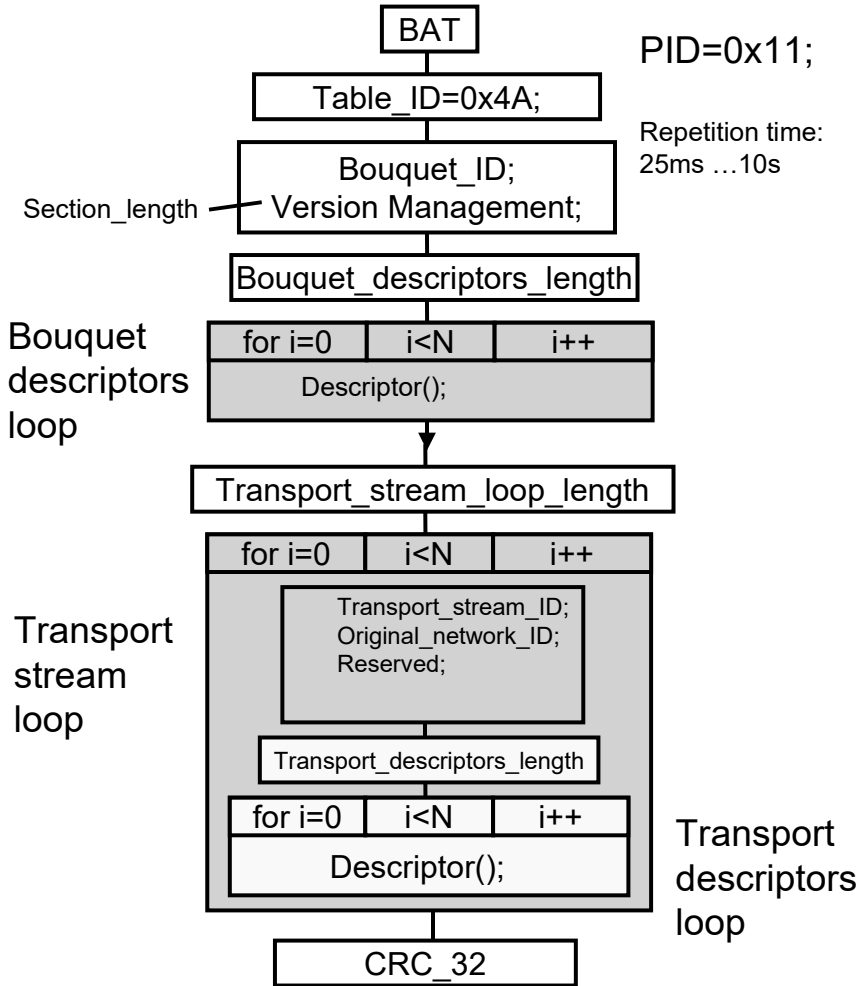 BAT
PID=0x11;
Table_ID=0x4A;
Repetition time:
25ms …10s
Bouquet_ID;
Section_length
Version Management;
Bouquet_descriptors_length
Bouquet
descriptors
loop
for i=0 i<N i++
Descriptor();
Transport_stream_loop_length
for i=0 i<N i++
Transport
stream
loop
Transport_stream_ID;
Original_network_ID;
Reserved;
Transport_descriptors_length
for i=0 i<N i++
Descriptor();
Transport
descriptors
loop
CRC_32